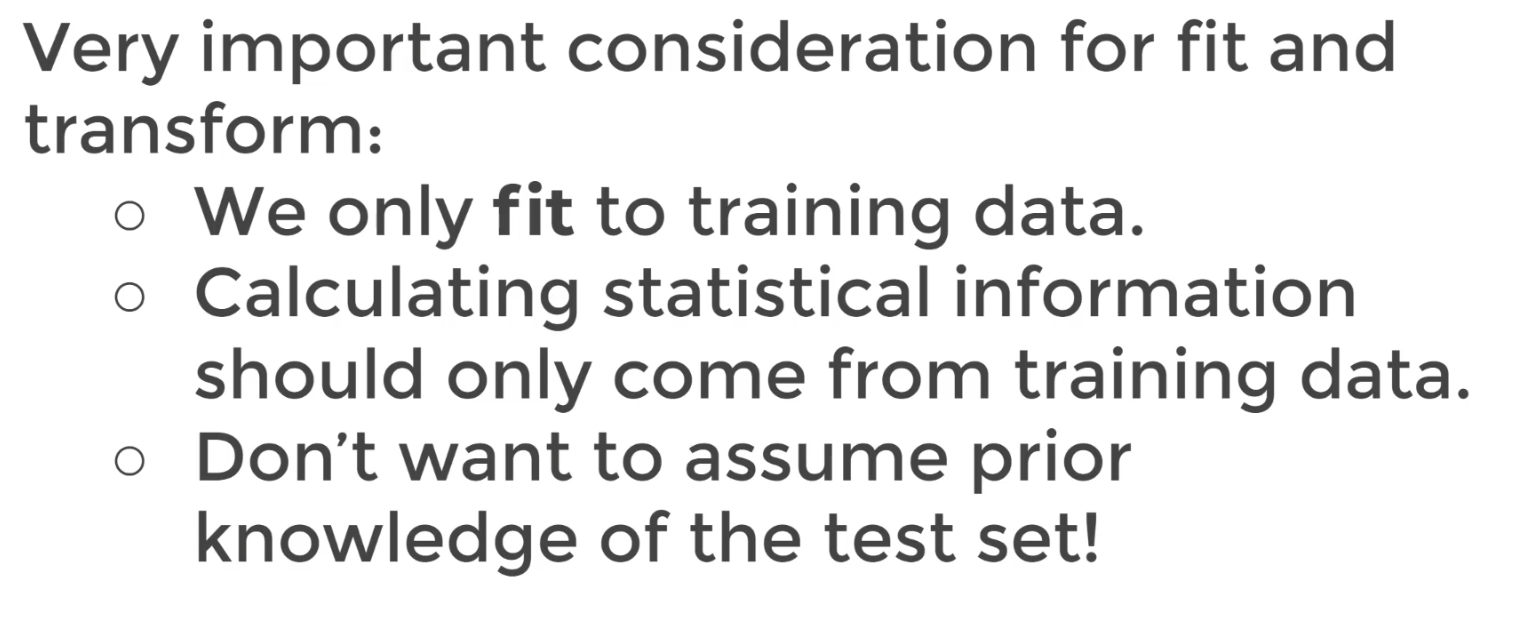 Very important consideration for fit and
transform:
○ We only fit to training data.
○ Calculating statistical information
should only come from training data.
○ Don’t want to assume prior
knowledge of the test set!